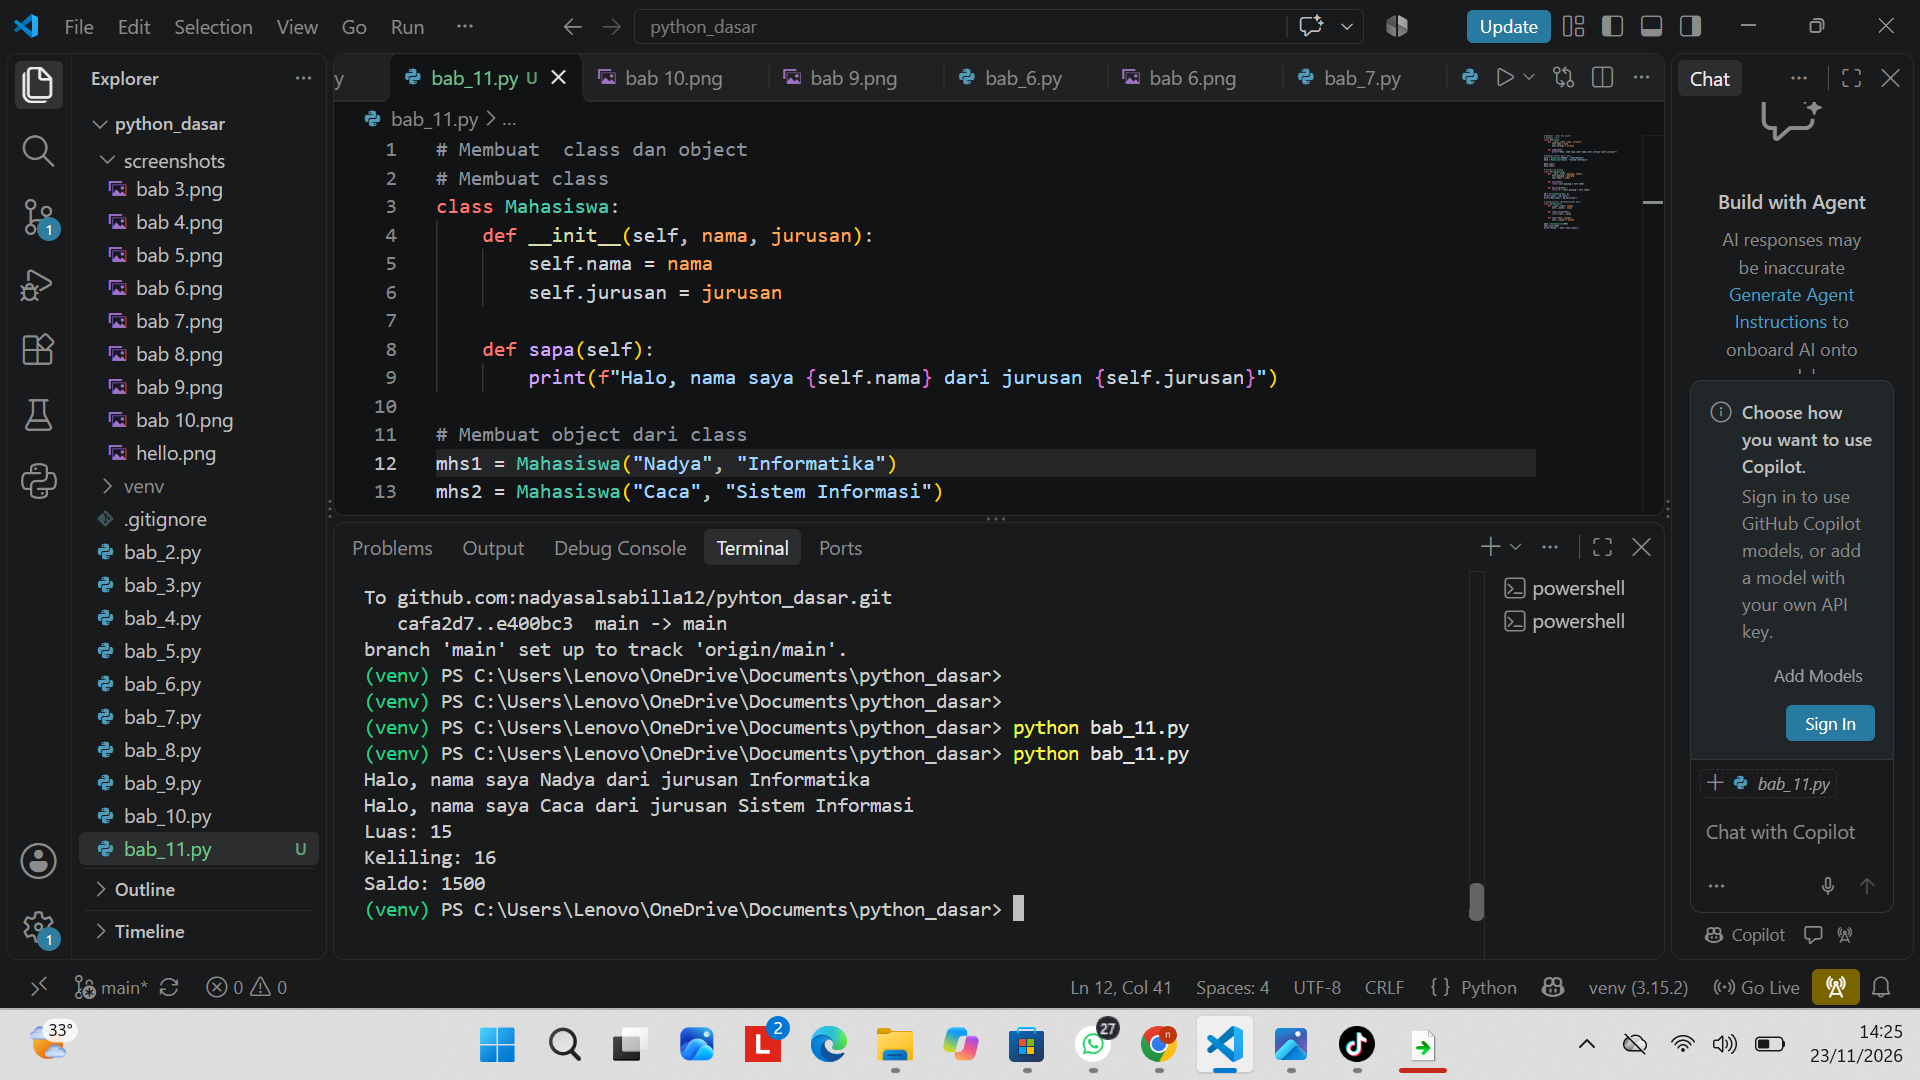 File Edit Selection View Go Run ... python_dasar Update
Explorer ...
python_dasar
screenshots
bab 3.png
bab 4.png
bab 5.png
bab 6.png
bab 7.png
bab 8.png
bab 9.png
bab 10.png
hello.png
venv
.gitignore
bab_2.py
bab_3.py
bab_4.py
bab_5.py
bab_6.py
bab_7.py
bab_8.py
bab_9.py
bab_10.py
bab_11.py U
Outline
Timeline
1
1
y bab_11.py U bab 10.png bab 9.png bab_6.py bab 6.png bab_7.py ...
bab_11.py > ...
1 # Membuat  class dan object
2 # Membuat class
3 class Mahasiswa:
4     def __init__(self, nama, jurusan):
5         self.nama = nama
6         self.jurusan = jurusan
7
8     def sapa(self):
9         print(f"Halo, nama saya {self.nama} dari jurusan {self.jurusan}")
10
11 # Membuat object dari class
12 mhs1 = Mahasiswa("Nadya", "Informatika")
13 mhs2 = Mahasiswa("Caca", "Sistem Informasi")
Problems Output Debug Console Terminal Ports
To github.com:nadyasalsabilla12/pyhton_dasar.git
   cafa2d7..e400bc3  main -> main
branch 'main' set up to track 'origin/main'.
(venv) PS C:\Users\Lenovo\OneDrive\Documents\python_dasar>
(venv) PS C:\Users\Lenovo\OneDrive\Documents\python_dasar>
(venv) PS C:\Users\Lenovo\OneDrive\Documents\python_dasar> python bab_11.py
(venv) PS C:\Users\Lenovo\OneDrive\Documents\python_dasar> python bab_11.py
Halo, nama saya Nadya dari jurusan Informatika
Halo, nama saya Caca dari jurusan Sistem Informasi
Luas: 15
Keliling: 16
Saldo: 1500
(venv) PS C:\Users\Lenovo\OneDrive\Documents\python_dasar>
powershell
powershell
Chat ...
Build with Agent
AI responses may
be inaccurate
Generate Agent
Instructions to
onboard AI onto
Choose how
you want to use
Copilot.
Sign in to use
GitHub Copilot
models, or add
a model with
your own API
key.
Add Models
Sign In
bab_11.py
Chat with Copilot
...
Copilot
main* 0 0 Ln 12, Col 41 Spaces: 4 UTF-8 CRLF { } Python venv (3.15.2) Go Live
33° L 2 27 n 14:25
23/11/2026